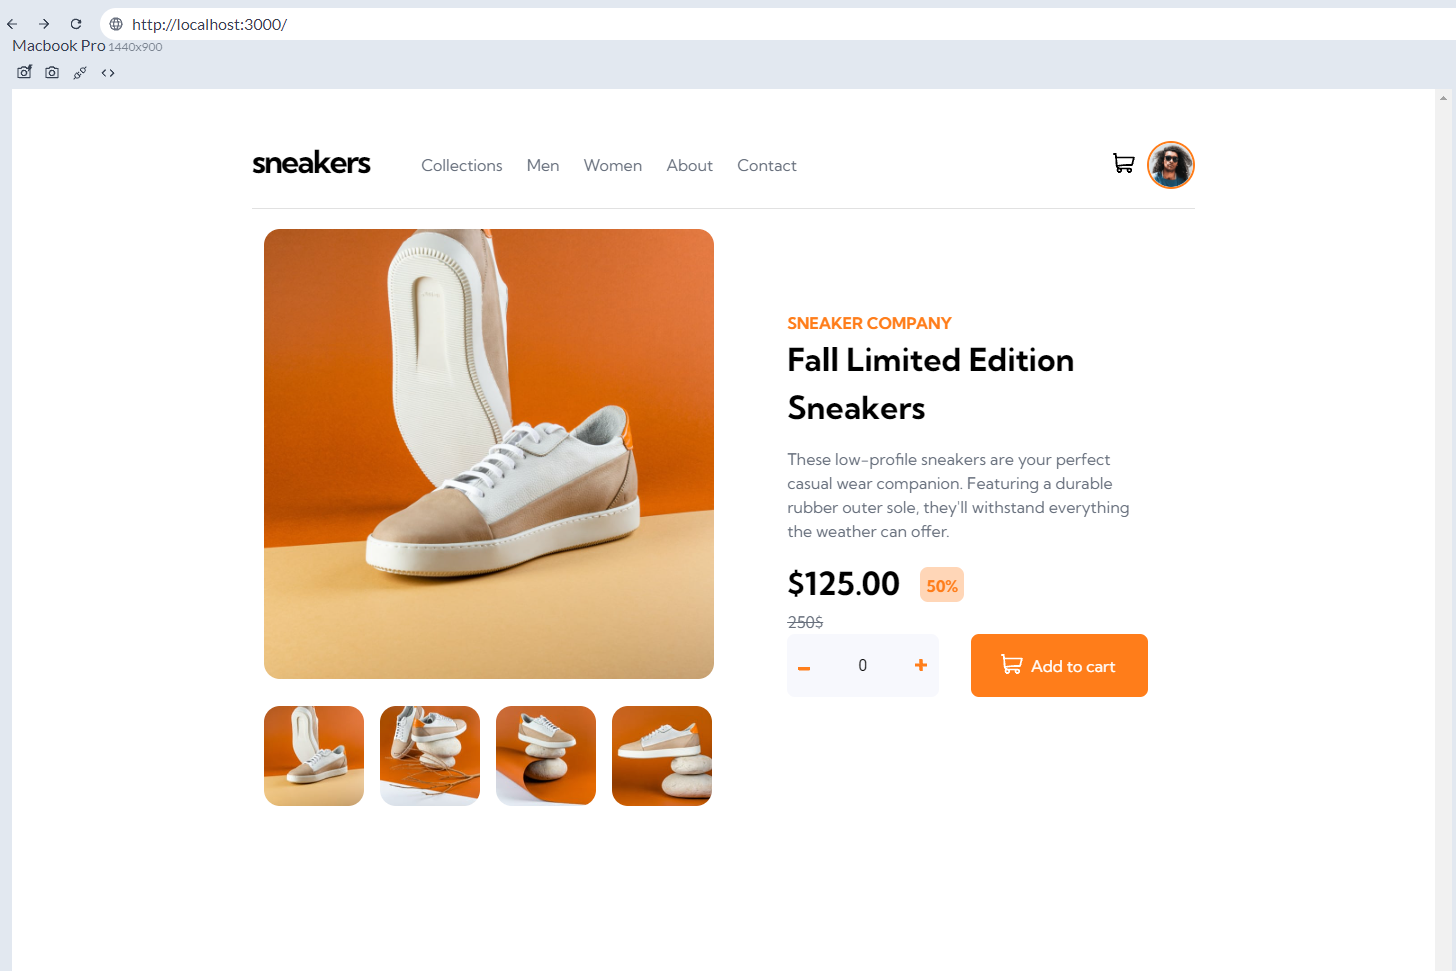 http://localhost:3000/
Macbook Pro 1440x900
sneakers Collections Men Women About Contact
SNEAKER COMPANY
Fall Limited Edition
Sneakers
These low-profile sneakers are your perfect
casual wear companion. Featuring a durable
rubber outer sole, they'll withstand everything
the weather can offer.
$125.00 50%
250$
0 Add to cart